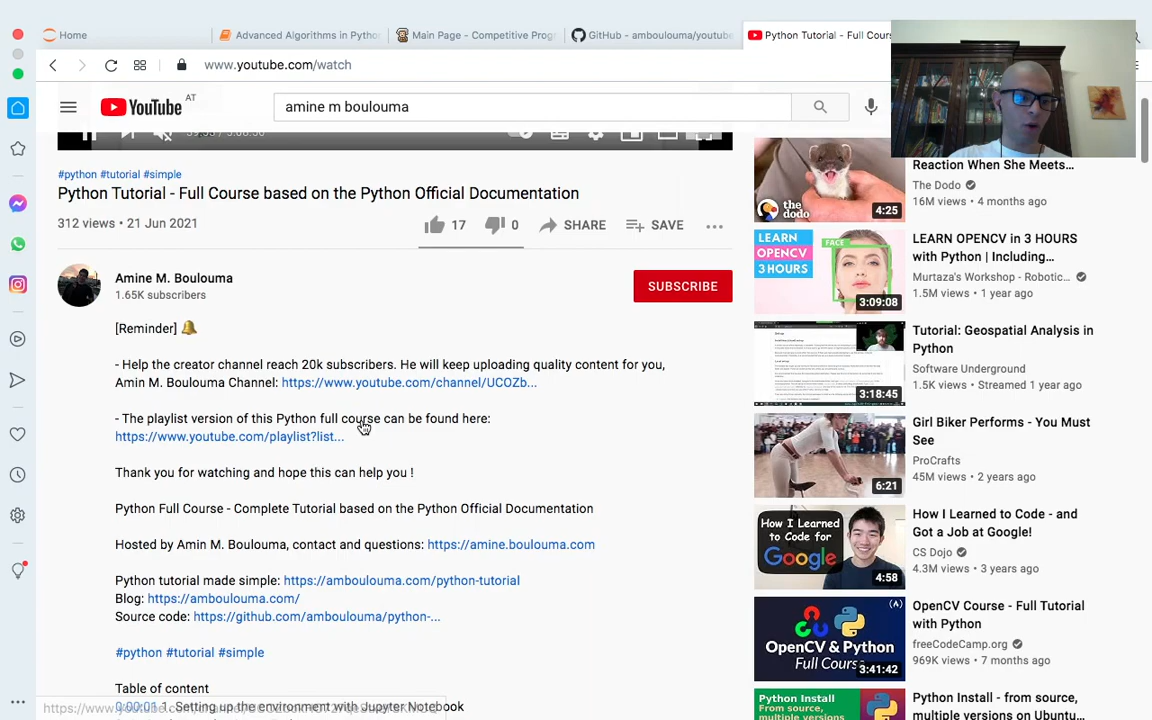 Home
Advanced Algorithms in Pytho
Main Page - Competitive Prog
GitHub - amboulouma/youtube
Python Tutorial - Full Cours
www.youtube.com/watch
YouTube AT
amine m boulouma
#python #tutorial #simple
Python Tutorial - Full Course based on the Python Official Documentation
312 views • 21 Jun 2021
17
0
SHARE
SAVE
Amine M. Boulouma
1.65K subscribers
SUBSCRIBE
[Reminder] 🔔
- Help the creator channel reach 20k subscribers. He will keep uploading quality content for you,
Amin M. Boulouma Channel: https://www.youtube.com/channel/UCOZb...
- The playlist version of this Python full course can be found here:
https://www.youtube.com/playlist?list...
Thank you for watching and hope this can help you !
Python Full Course - Complete Tutorial based on the Python Official Documentation
Hosted by Amin M. Boulouma, contact and questions: https://amine.boulouma.com
Python tutorial made simple: https://amboulouma.com/python-tutorial
Blog: https://amboulouma.com/
Source code: https://github.com/amboulouma/python-...
#python #tutorial #simple
Table of content
0:00:01 1. Setting up the environment with Jupyter Notebook
the dodo
4:25
Reaction When She Meets...
The Dodo
16M views • 4 months ago
LEARN
OPENCV
in 3
HOURS
FACE
3:09:08
LEARN OPENCV in 3 HOURS
with Python | Including...
Murtaza's Workshop - Robotic...
1.5M views • 1 year ago
3:18:45
Tutorial: Geospatial Analysis in
Python
Software Underground
1.5K views • Streamed 1 year ago
6:21
Girl Biker Performs - You Must
See
ProCrafts
45M views • 2 years ago
How I Learned
to Code for
Google
4:58
How I Learned to Code - and
Got a Job at Google!
CS Dojo
4.3M views • 3 years ago
OpenCV & Python
Full Course
3:41:42
OpenCV Course - Full Tutorial
with Python
freeCodeCamp.org
969K views • 7 months ago
Python Install
From source,
multiple versions
Python Install - from source,
multiple versions on Ubuntu...